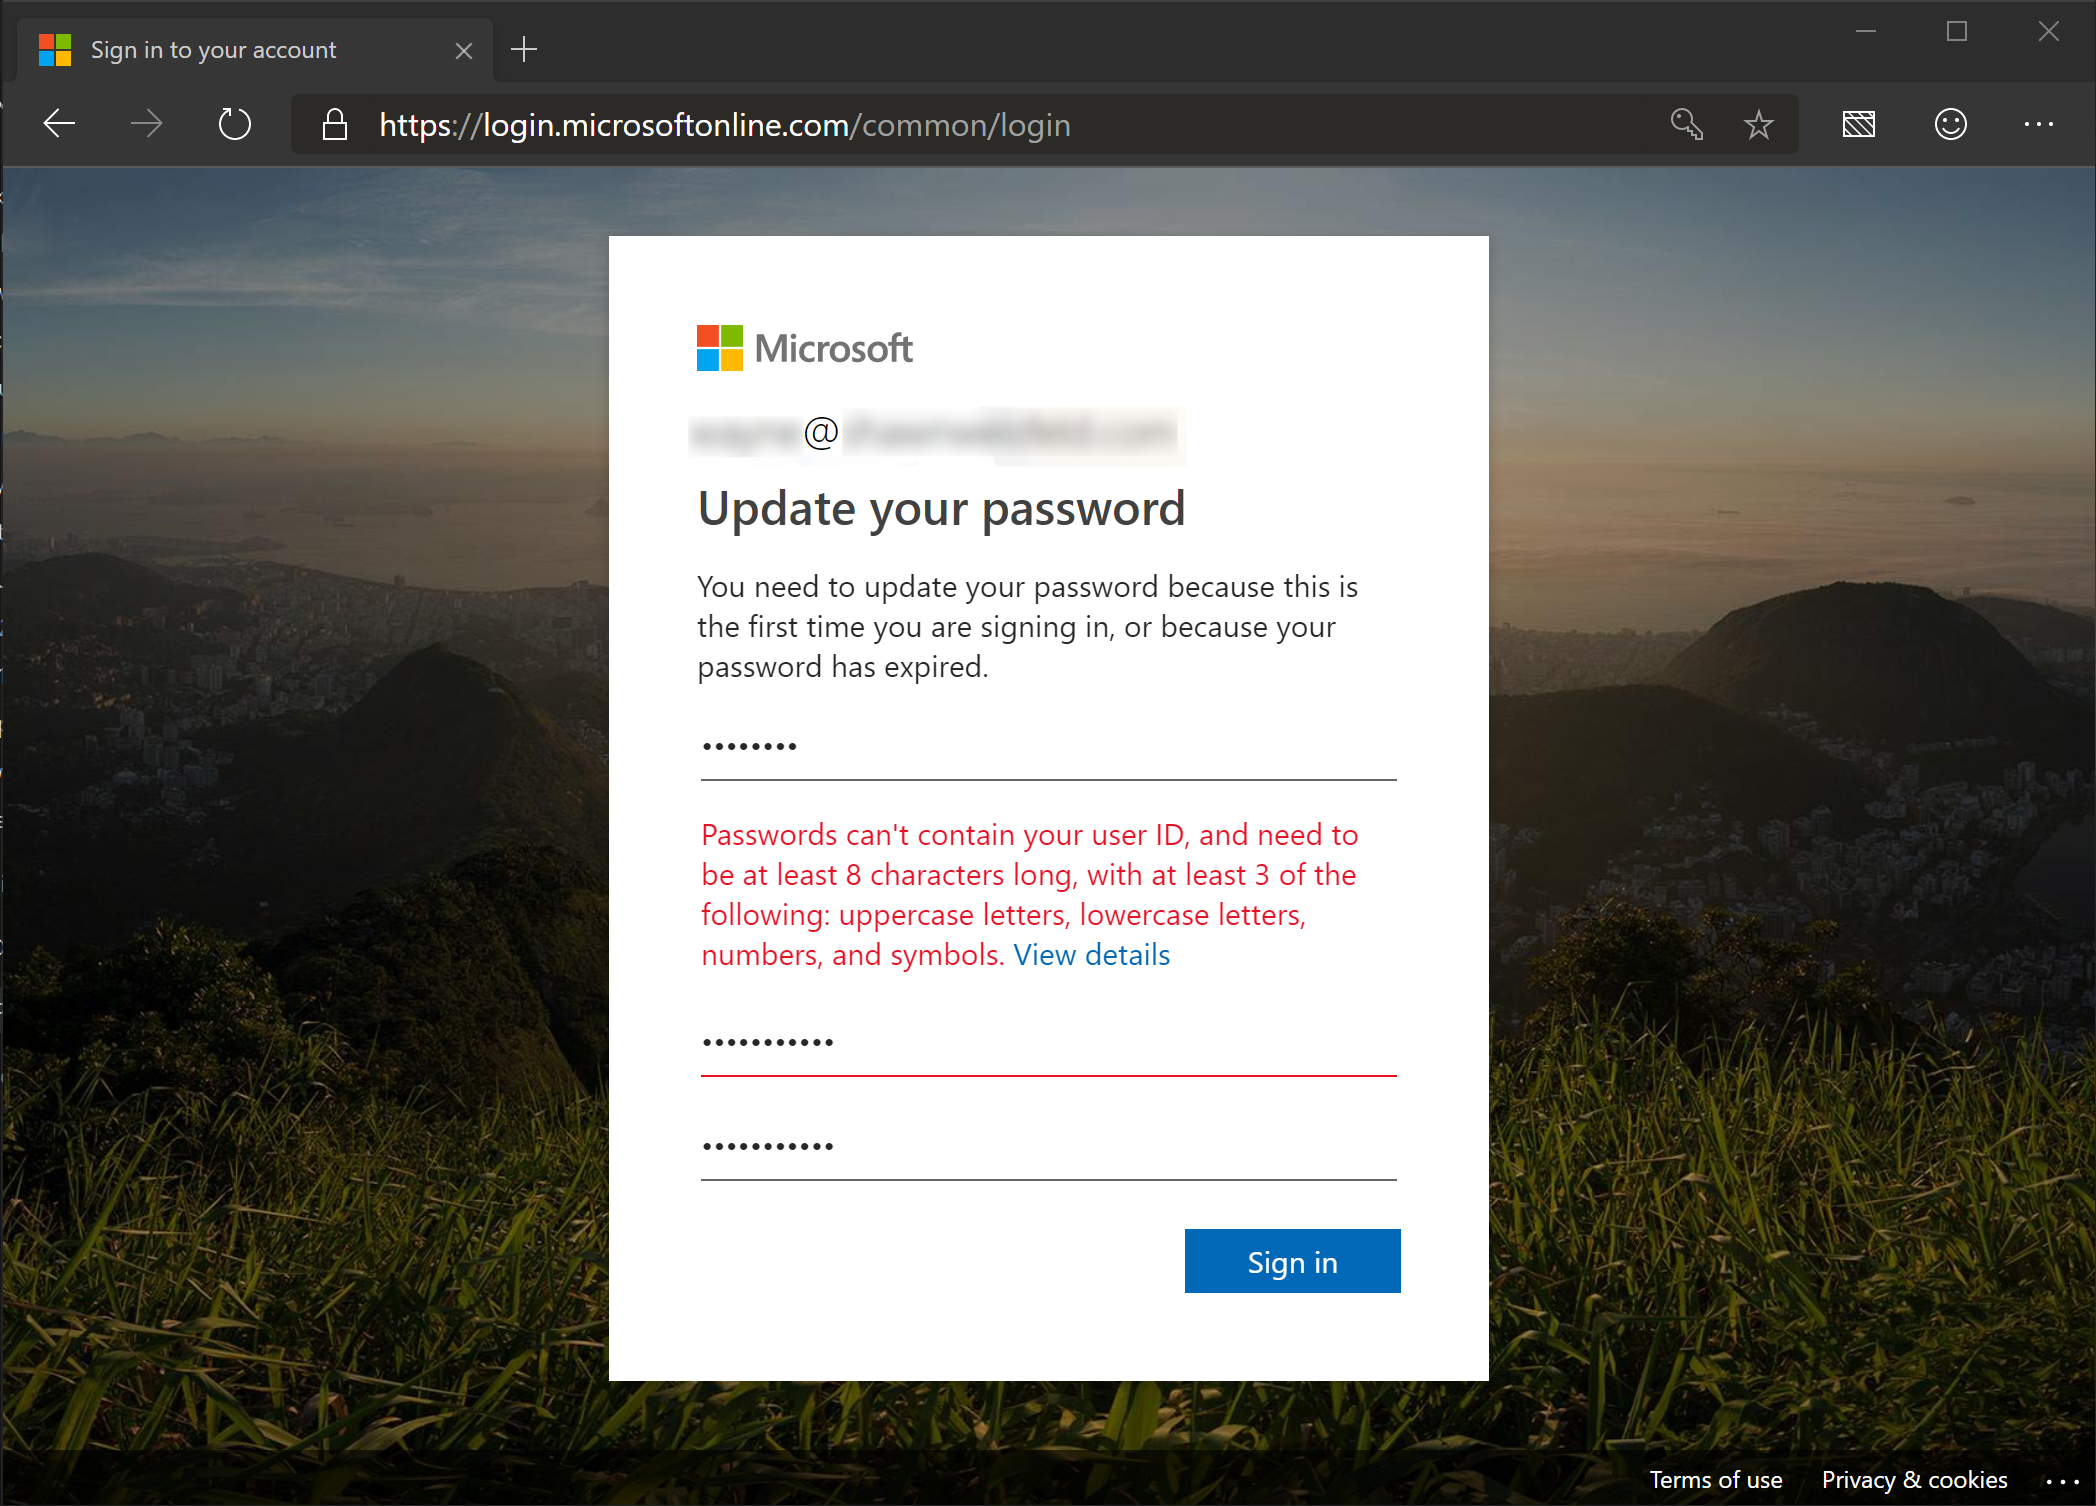 Sign in to your account
https://login.microsoftonline.com/common/login
Microsoft
@
Update your password
You need to update your password because this is
the first time you are signing in, or because your
password has expired.
••••••••
Passwords can't contain your user ID, and need to
be at least 8 characters long, with at least 3 of the
following: uppercase letters, lowercase letters,
numbers, and symbols. View details
•••••••••••
•••••••••••
Sign in
Terms of use Privacy & cookies ...